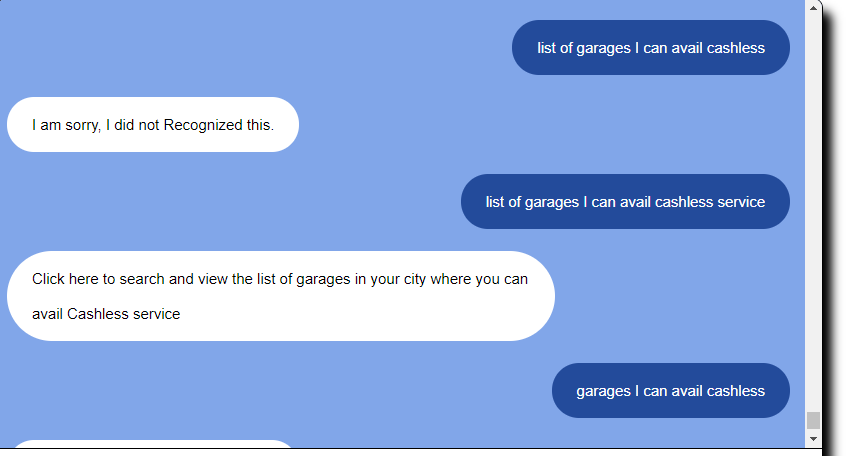 list of garages I can avail cashless
I am sorry, I did not Recognized this.
list of garages I can avail cashless service
Click here to search and view the list of garages in your city where you can
avail Cashless service
garages I can avail cashless